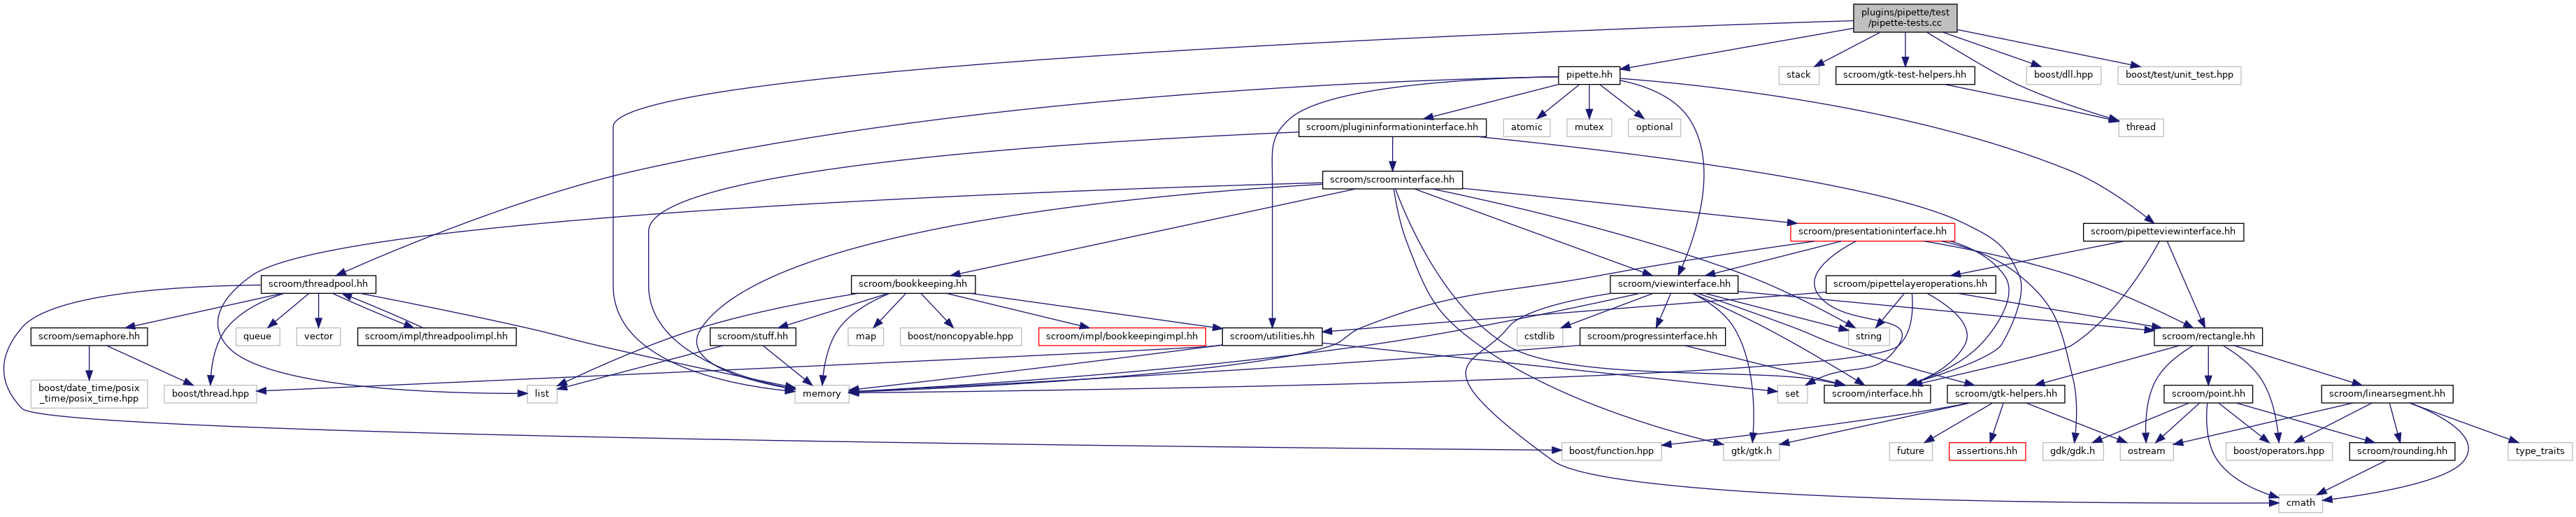 plugins/pipette/test
/pipette-tests.cc
pipette.hh
stack
scroom/gtk-test-helpers.hh
boost/dll.hpp
boost/test/unit_test.hpp
scroom/plugininformationinterface.hh
atomic
mutex
optional
thread
scroom/scroominterface.hh
scroom/presentationinterface.hh
scroom/pipetteviewinterface.hh
scroom/threadpool.hh
scroom/bookkeeping.hh
scroom/viewinterface.hh
scroom/pipettelayeroperations.hh
scroom/semaphore.hh
queue
vector
scroom/impl/threadpoolimpl.hh
scroom/stuff.hh
map
boost/noncopyable.hpp
scroom/impl/bookkeepingimpl.hh
scroom/utilities.hh
cstdlib
scroom/progressinterface.hh
string
scroom/rectangle.hh
boost/date_time/posix
_time/posix_time.hpp
boost/thread.hpp
list
memory
set
scroom/interface.hh
scroom/gtk-helpers.hh
scroom/point.hh
scroom/linearsegment.hh
boost/function.hpp
gtk/gtk.h
future
assertions.hh
gdk/gdk.h
ostream
boost/operators.hpp
scroom/rounding.hh
type_traits
cmath